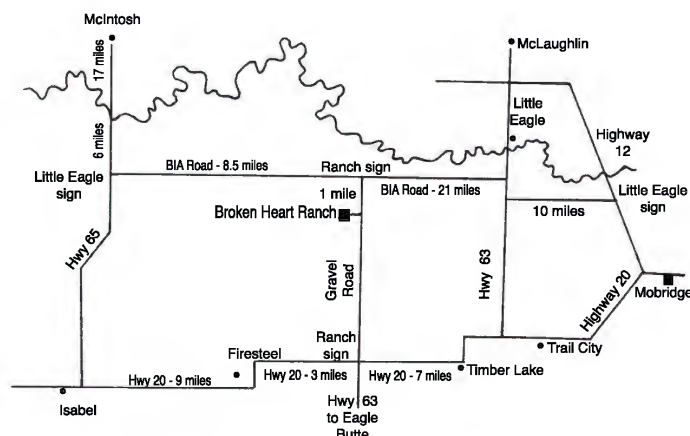 McIntosh
17 miles
McLaughlin
Little
Eagle
Highway
12
6 miles
BIA Road - 8.5 miles
Ranch sign
Little Eagle
sign
1 mile
BIA Road - 21 miles
Little Eagle
sign
10 miles
Broken Heart Ranch
Hwy 65
Gravel
Road
Hwy 63
Highway 20
Mobridge
Ranch
sign
Firesteel
Trail City
Hwy 20 - 9 miles
Hwy 20 - 3 miles
Hwy 20 - 7 miles
Timber Lake
Isabel
Hwy 63
to Eagle
Butte